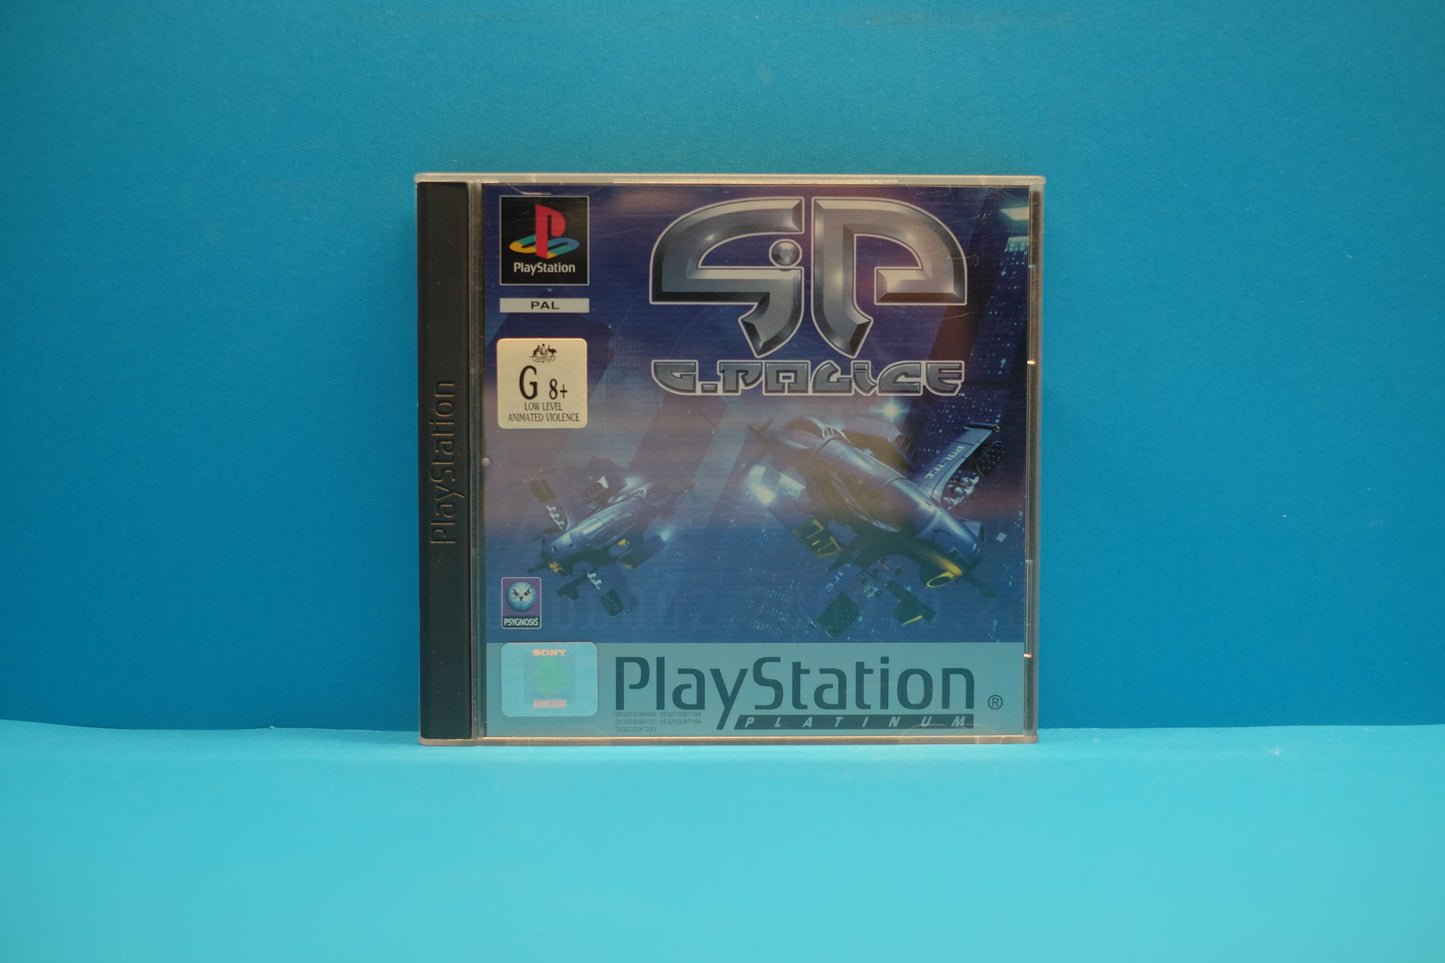 PlayStation
PlayStation
PAL
G 8+
LOW LEVEL
ANIMATED VIOLENCE
G.P
G.POLICE
PSYGNOSIS
SONY
PlayStation®
PLATINUM